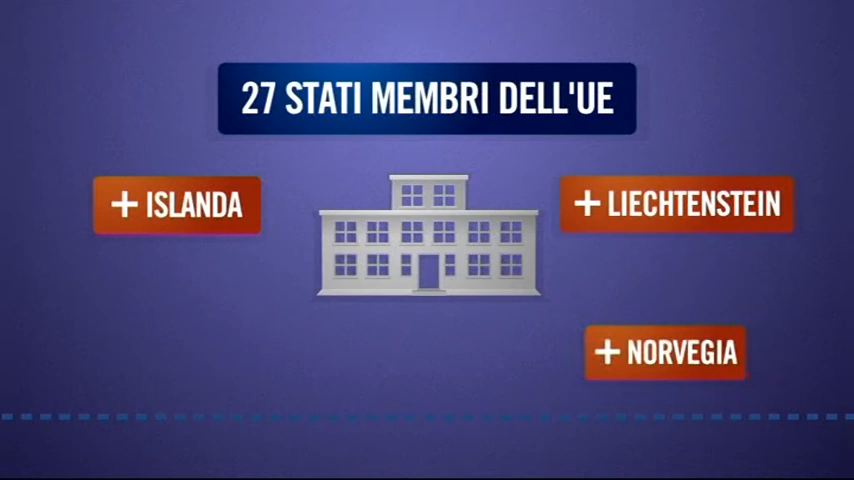 27 STATI MEMBRI DELL'UE
+ ISLANDA
+ LIECHTENSTEIN
+ NORVEGIA